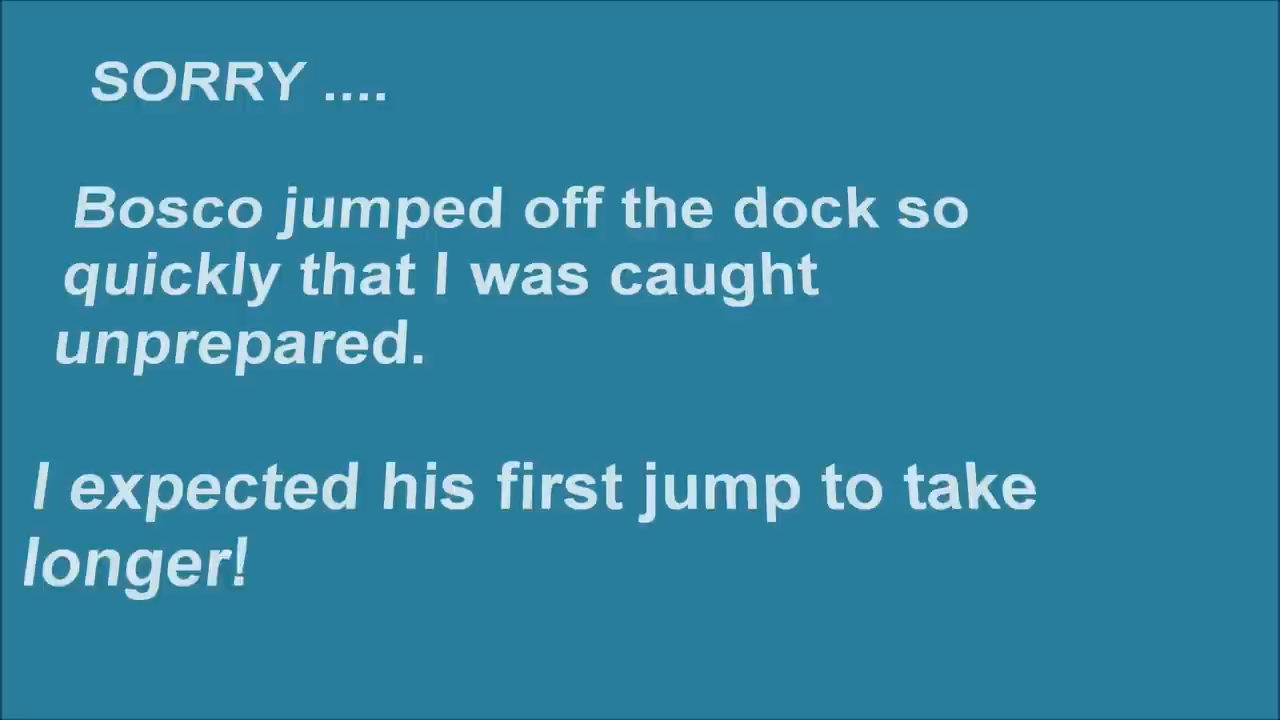 SORRY ....
Bosco jumped off the dock so
quickly that I was caught
unprepared.
I expected his first jump to take
longer!